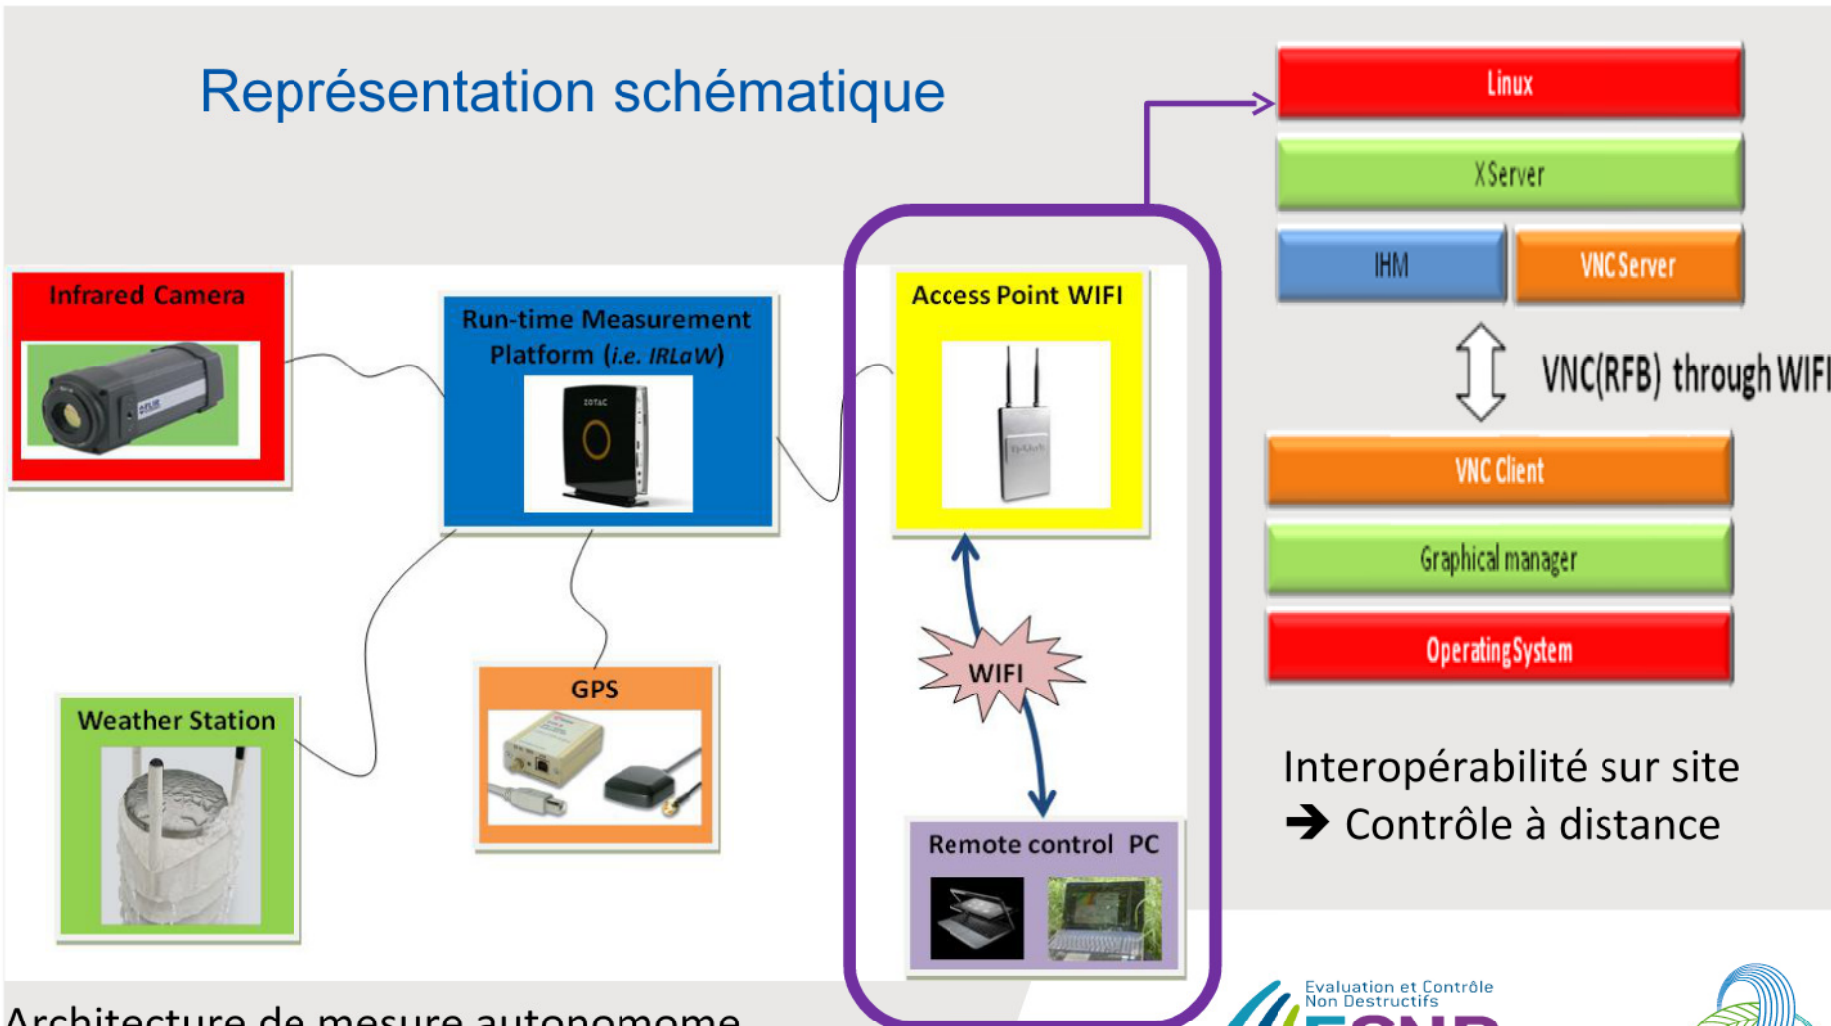 Représentation schématique
Infrared Camera
Run-time Measurement
Platform (i.e. IRLaW)
ZOTAC
Access Point WIFI
WIFI
Weather Station
GPS
Remote control PC
Linux
X Server
IHM
VNC Server
VNC(RFB) through WIFI
VNC Client
Graphical manager
Operating System
Interopérabilité sur site
➔ Contrôle à distance
Architecture de mesure autonomome
Evaluation et Contrôle
Non Destructifs